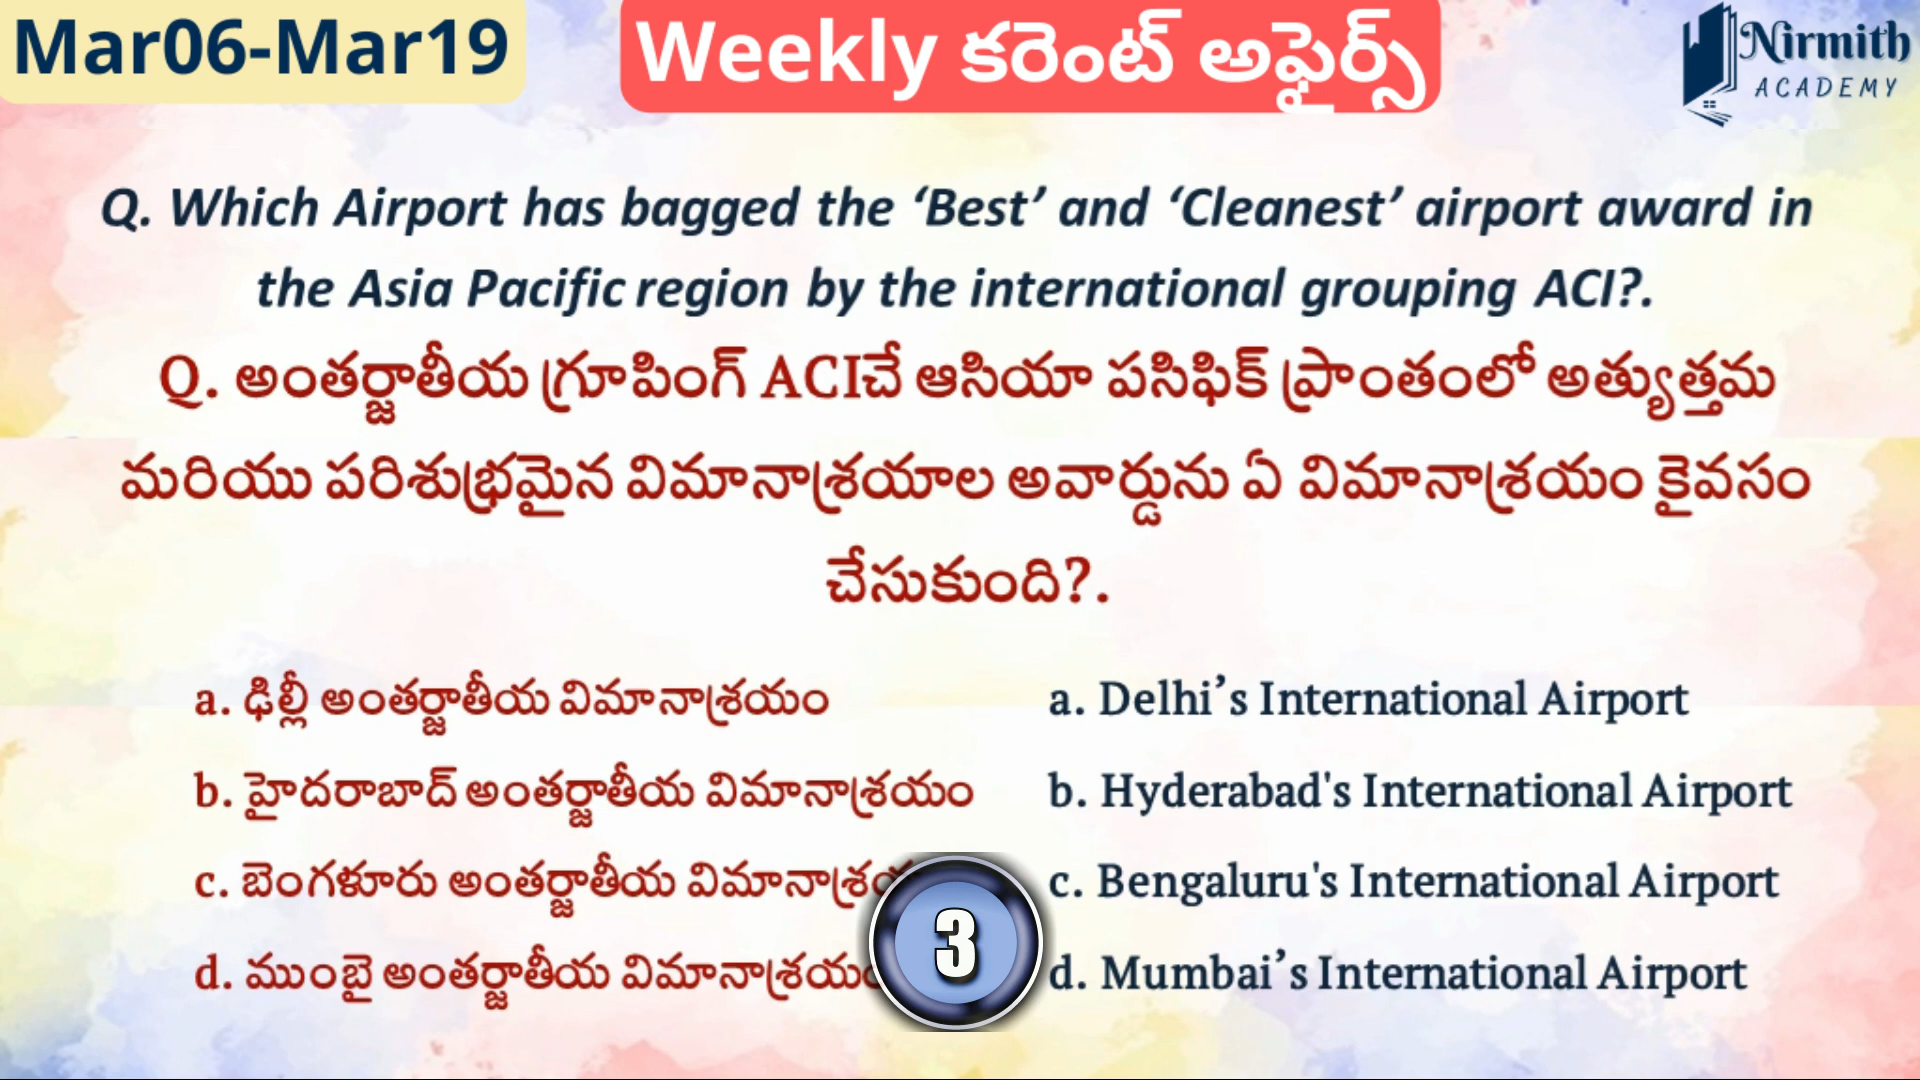 Mar06-Mar19
Weekly కరెంట్ అఫైర్స్
Nirmith
ACADEMY
Q. Which Airport has bagged the ‘Best’ and ‘Cleanest’ airport award in
the Asia Pacific region by the international grouping ACI?.
Q. అంతర్జాతీయ గ్రూపింగ్ ACIచే ఆసియా పసిఫిక్ ప్రాంతంలో అత్యుత్తమ
మరియు పరిశుభ్రమైన విమానాశ్రయాల అవార్డును ఏ విమానాశ్రయం కైవసం
చేసుకుంది?.
a. ఢిల్లీ అంతర్జాతీయ విమానాశ్రయం
b. హైదరాబాద్ అంతర్జాతీయ విమానాశ్రయం
c. బెంగళూరు అంతర్జాతీయ
d. ముంబై అంతర్జాతీయ విమానాశ్రయం
a. Delhi’s International Airport
b. Hyderabad's International Airport
c. Bengaluru's International Airport
d. Mumbai’s International Airport
3